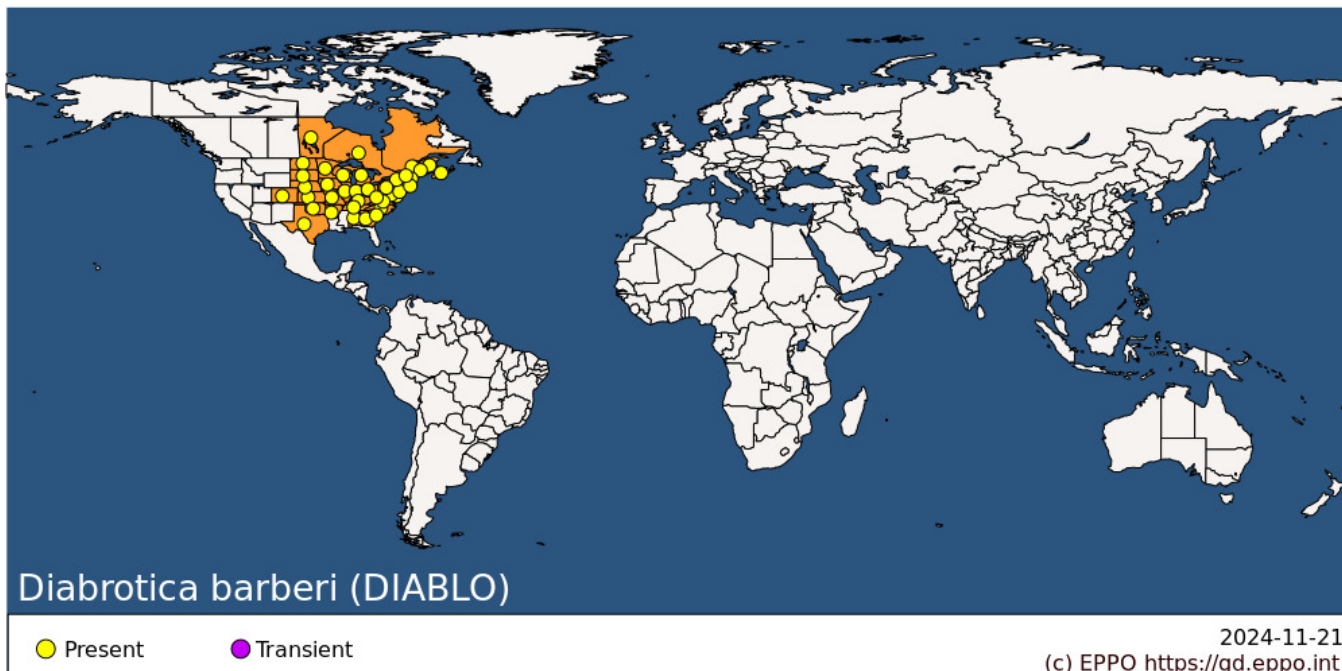 Diabrotica barberi (DIABLO)
Present
Transient
2024-11-21
(c) EPPO https://gd.eppo.int